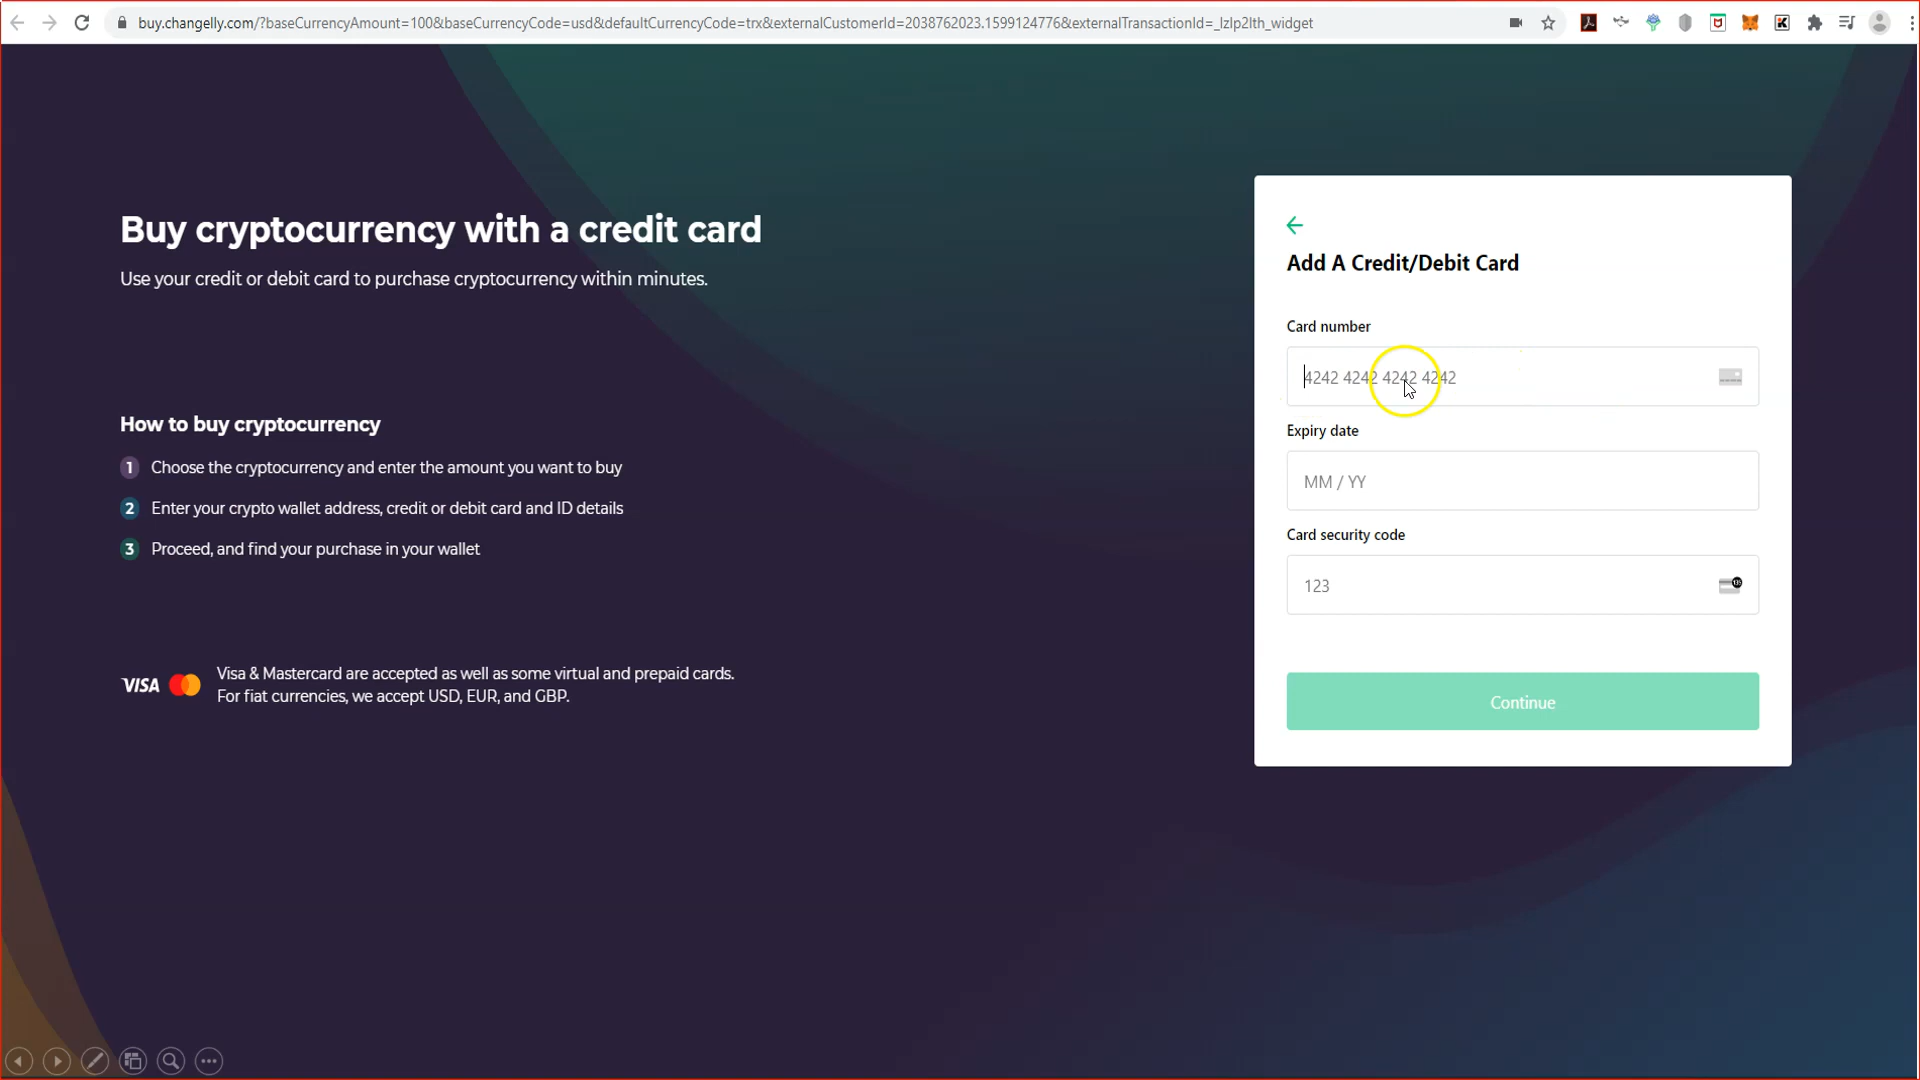 buy.changelly.com/?baseCurrencyAmount=100&baseCurrencyCode=usd&defaultCurrencyCode=trx&externalCustomerId=2038762023.1599124776&externalTransactionId=_lzlp2lth_widget
Buy cryptocurrency with a credit card
Use your credit or debit card to purchase cryptocurrency within minutes.
How to buy cryptocurrency
1 Choose the cryptocurrency and enter the amount you want to buy
2 Enter your crypto wallet address, credit or debit card and ID details
3 Proceed, and find your purchase in your wallet
VISA
Visa & Mastercard are accepted as well as some virtual and prepaid cards.
For fiat currencies, we accept USD, EUR, and GBP.
Add A Credit/Debit Card
Card number
4242 4242 4242 4242
Expiry date
MM / YY
Card security code
123
Continue